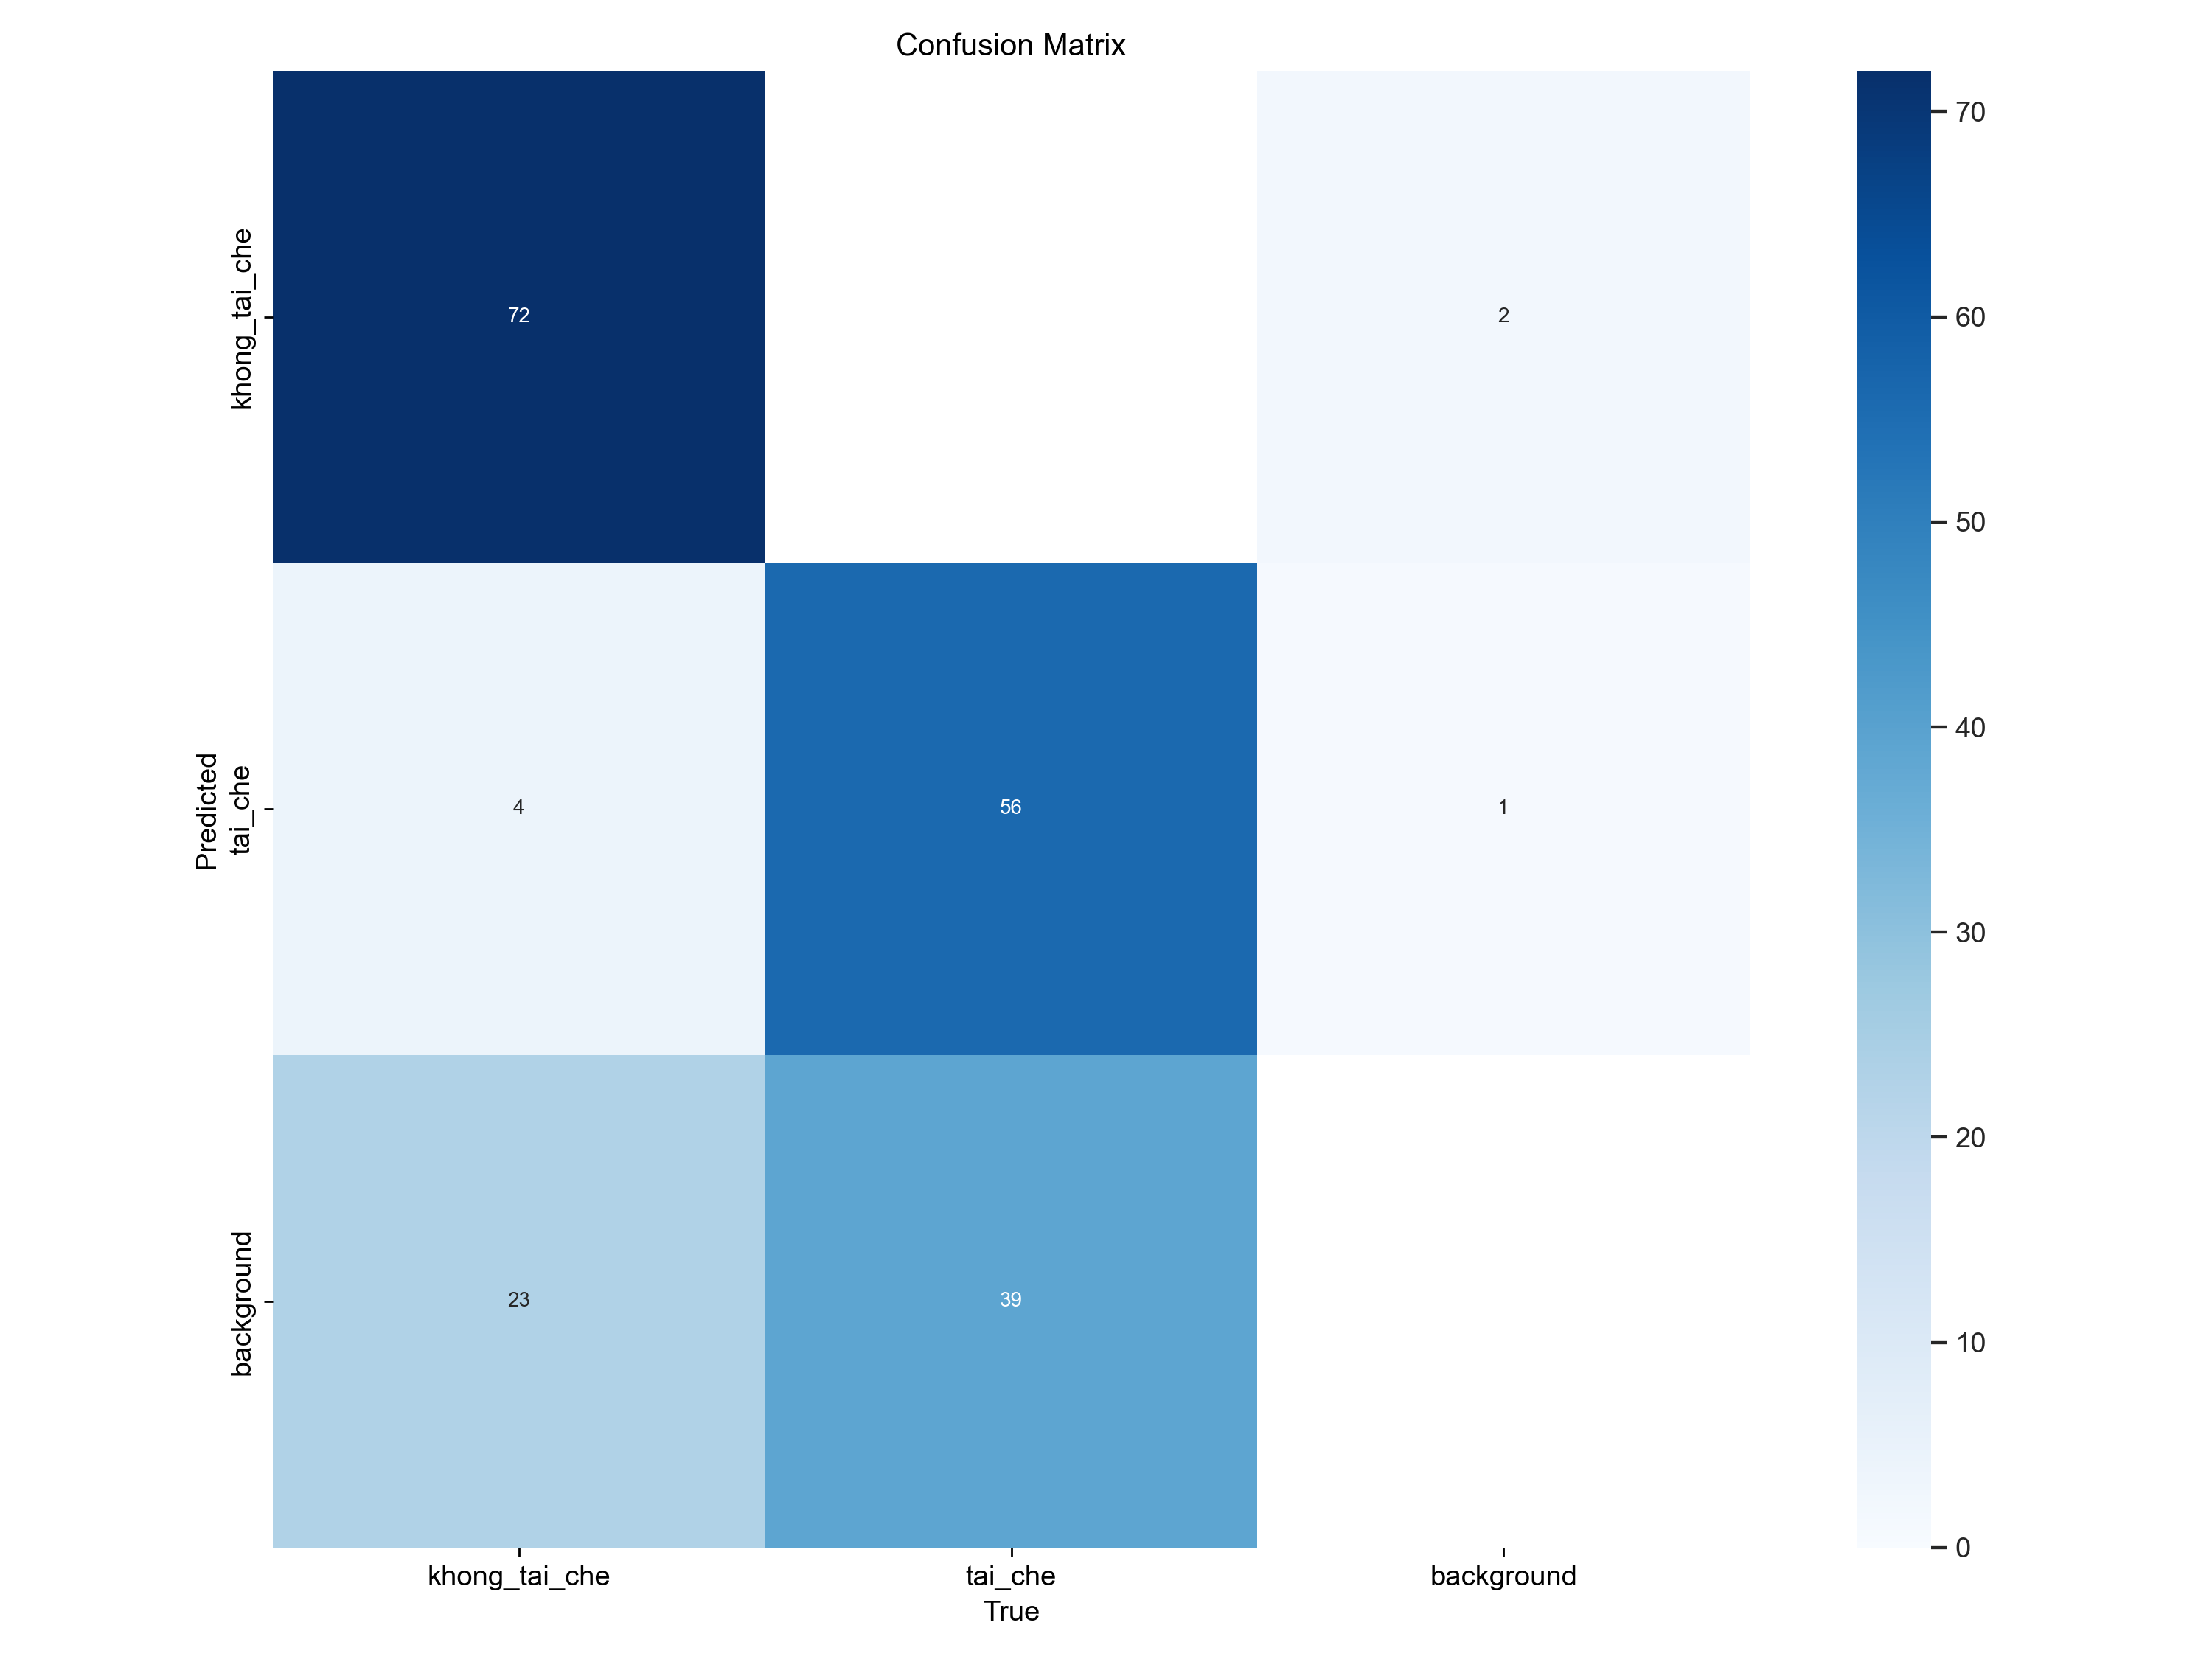 Confusion Matrix
khong_tai_che
tai_che
background
Predicted
72
2
4
56
1
23
39
khong_tai_che
tai_che
background
True
70
60
50
40
30
20
10
0